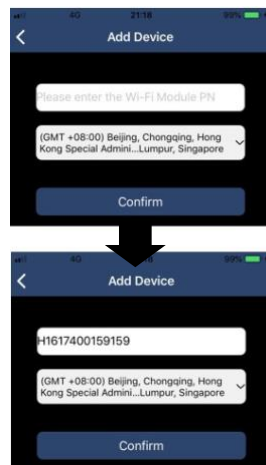 4G 21:18 99%
Add Device
Please enter the Wi-Fi Module PN
(GMT +08:00) Beijing, Chongqing, Hong
Kong Special Admini...Lumpur, Singapore
Confirm
4G 99%
Add Device
H1617400159159
(GMT +08:00) Beijing, Chongqing, Hong
Kong Special Admini...Lumpur, Singapore
Confirm